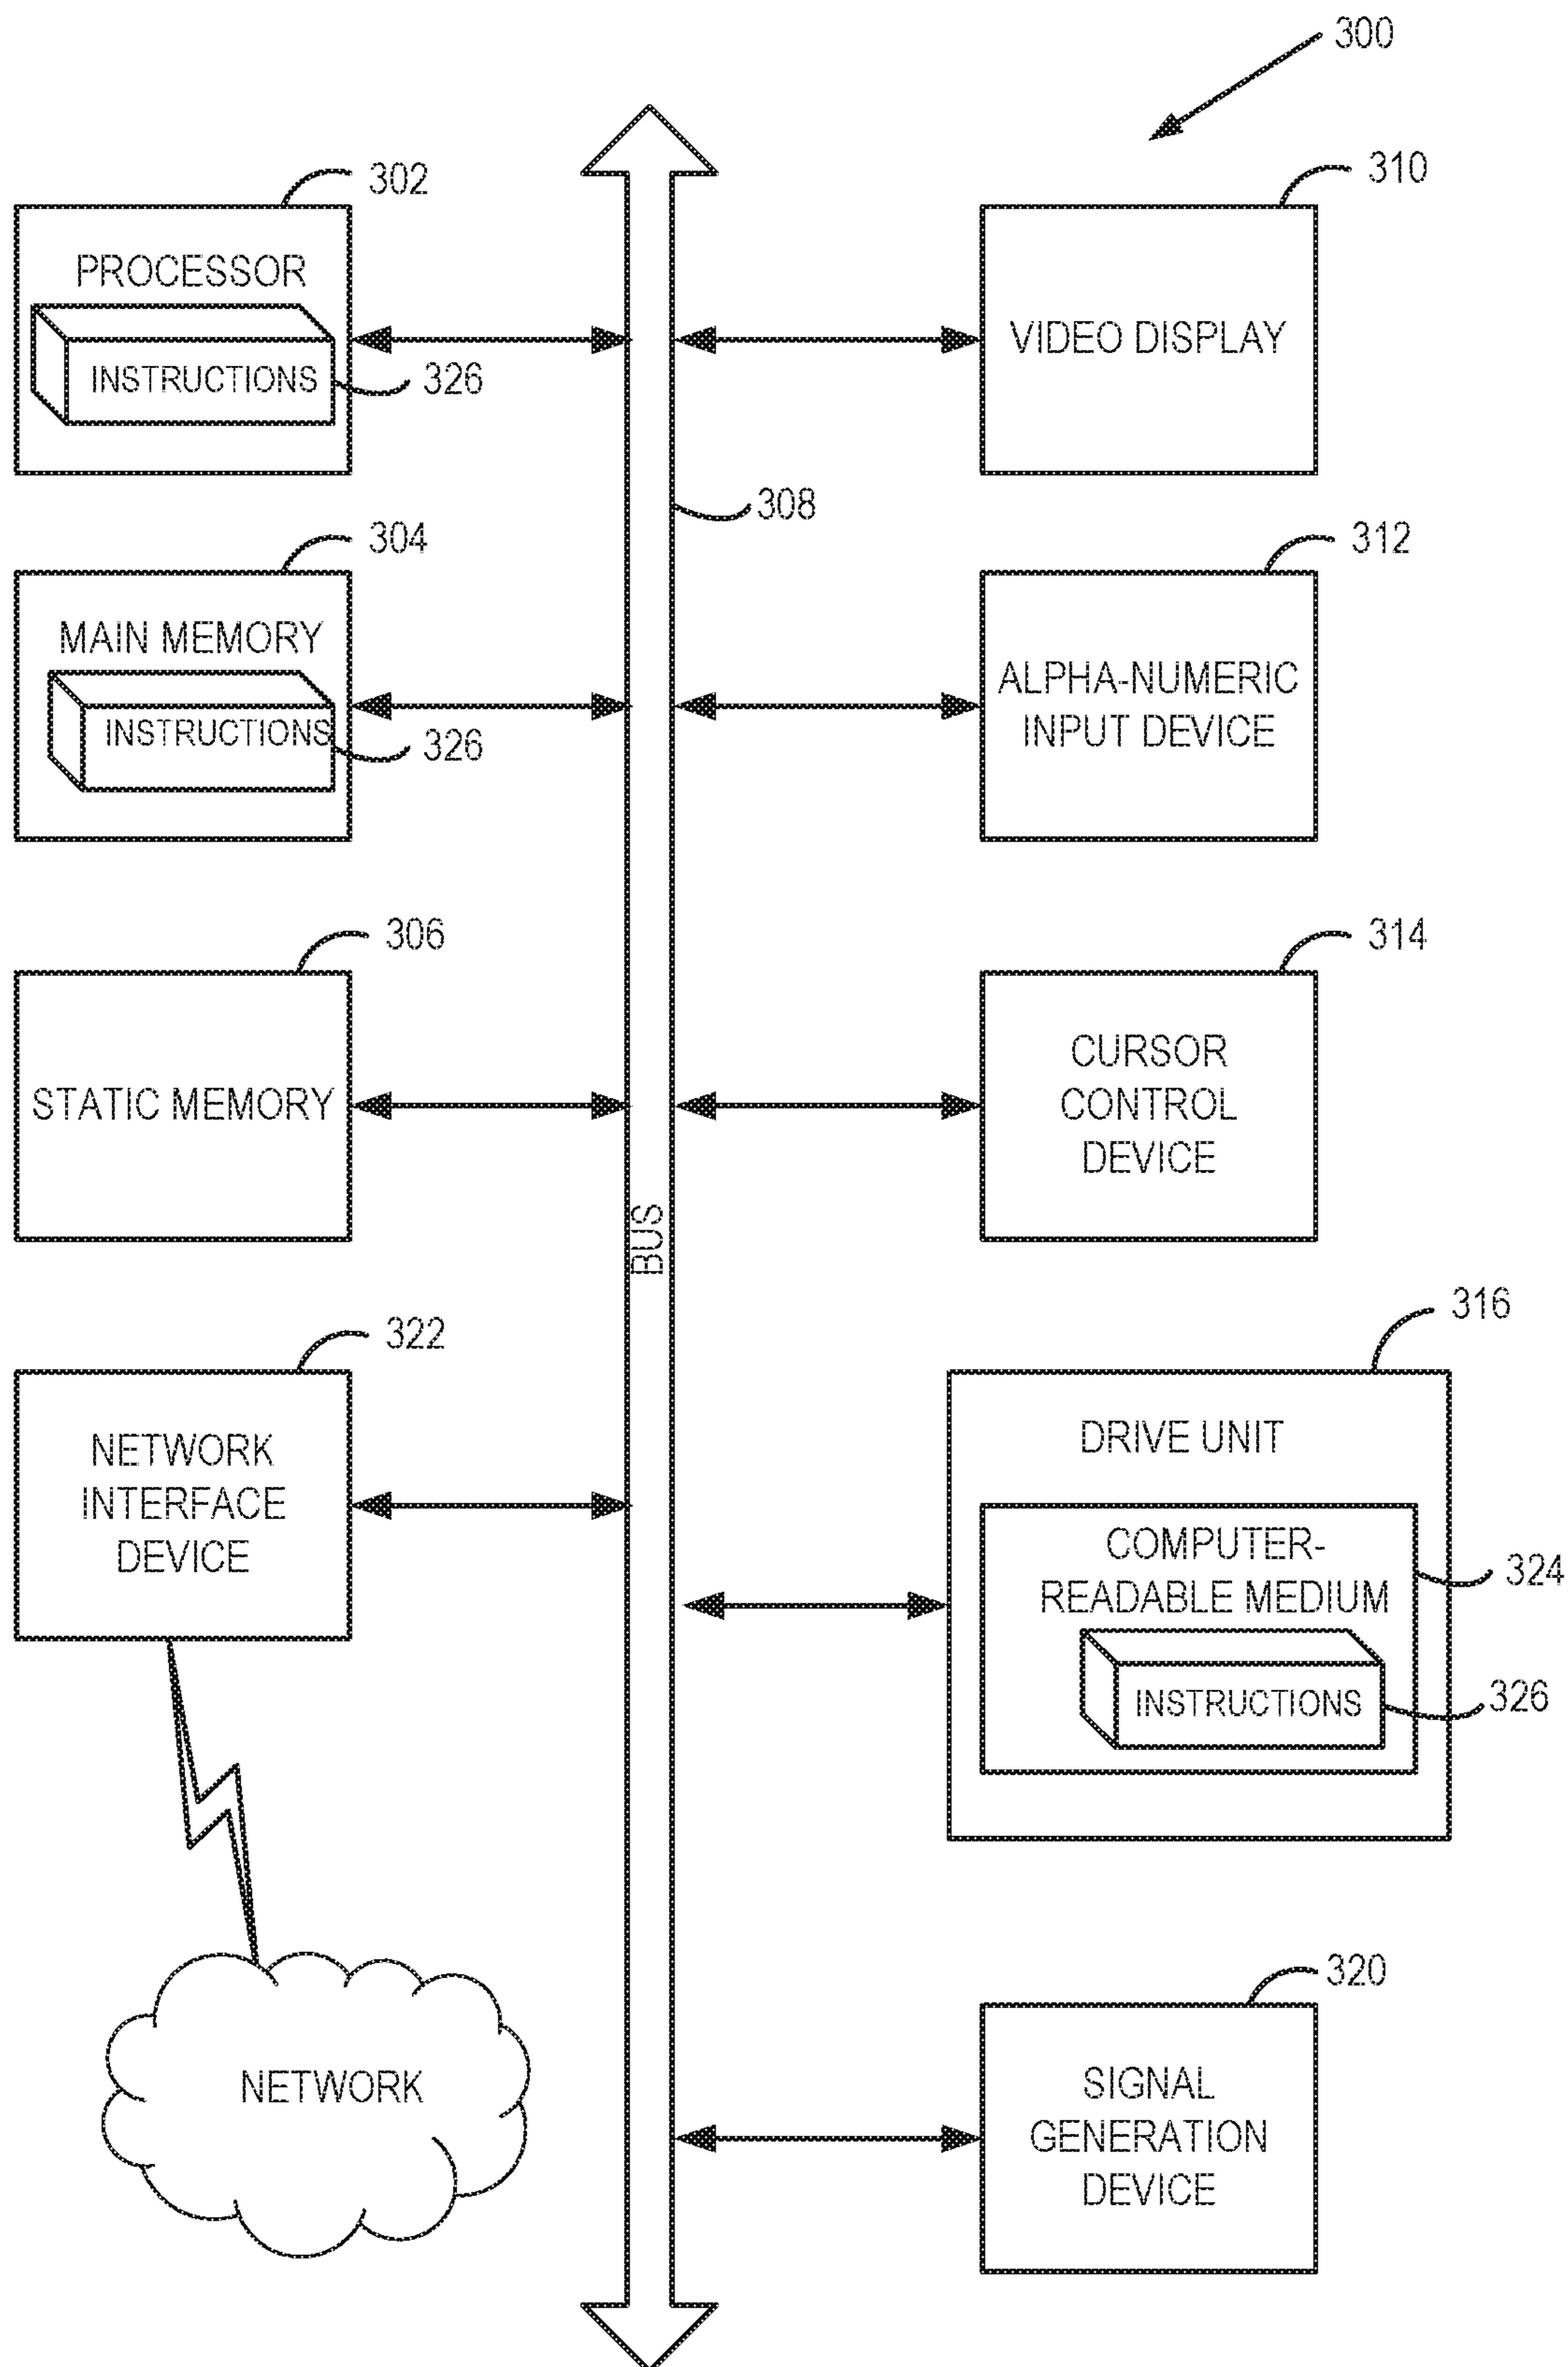 300
302
PROCESSOR
INSTRUCTIONS
326
310
VIDEO DISPLAY
308
304
MAIN MEMORY
INSTRUCTIONS
326
312
ALPHA-NUMERIC
INPUT DEVICE
306
STATIC MEMORY
314
CURSOR
CONTROL
DEVICE
BUS
322
NETWORK
INTERFACE
DEVICE
316
DRIVE UNIT
COMPUTER-
READABLE MEDIUM
324
INSTRUCTIONS
326
NETWORK
320
SIGNAL
GENERATION
DEVICE